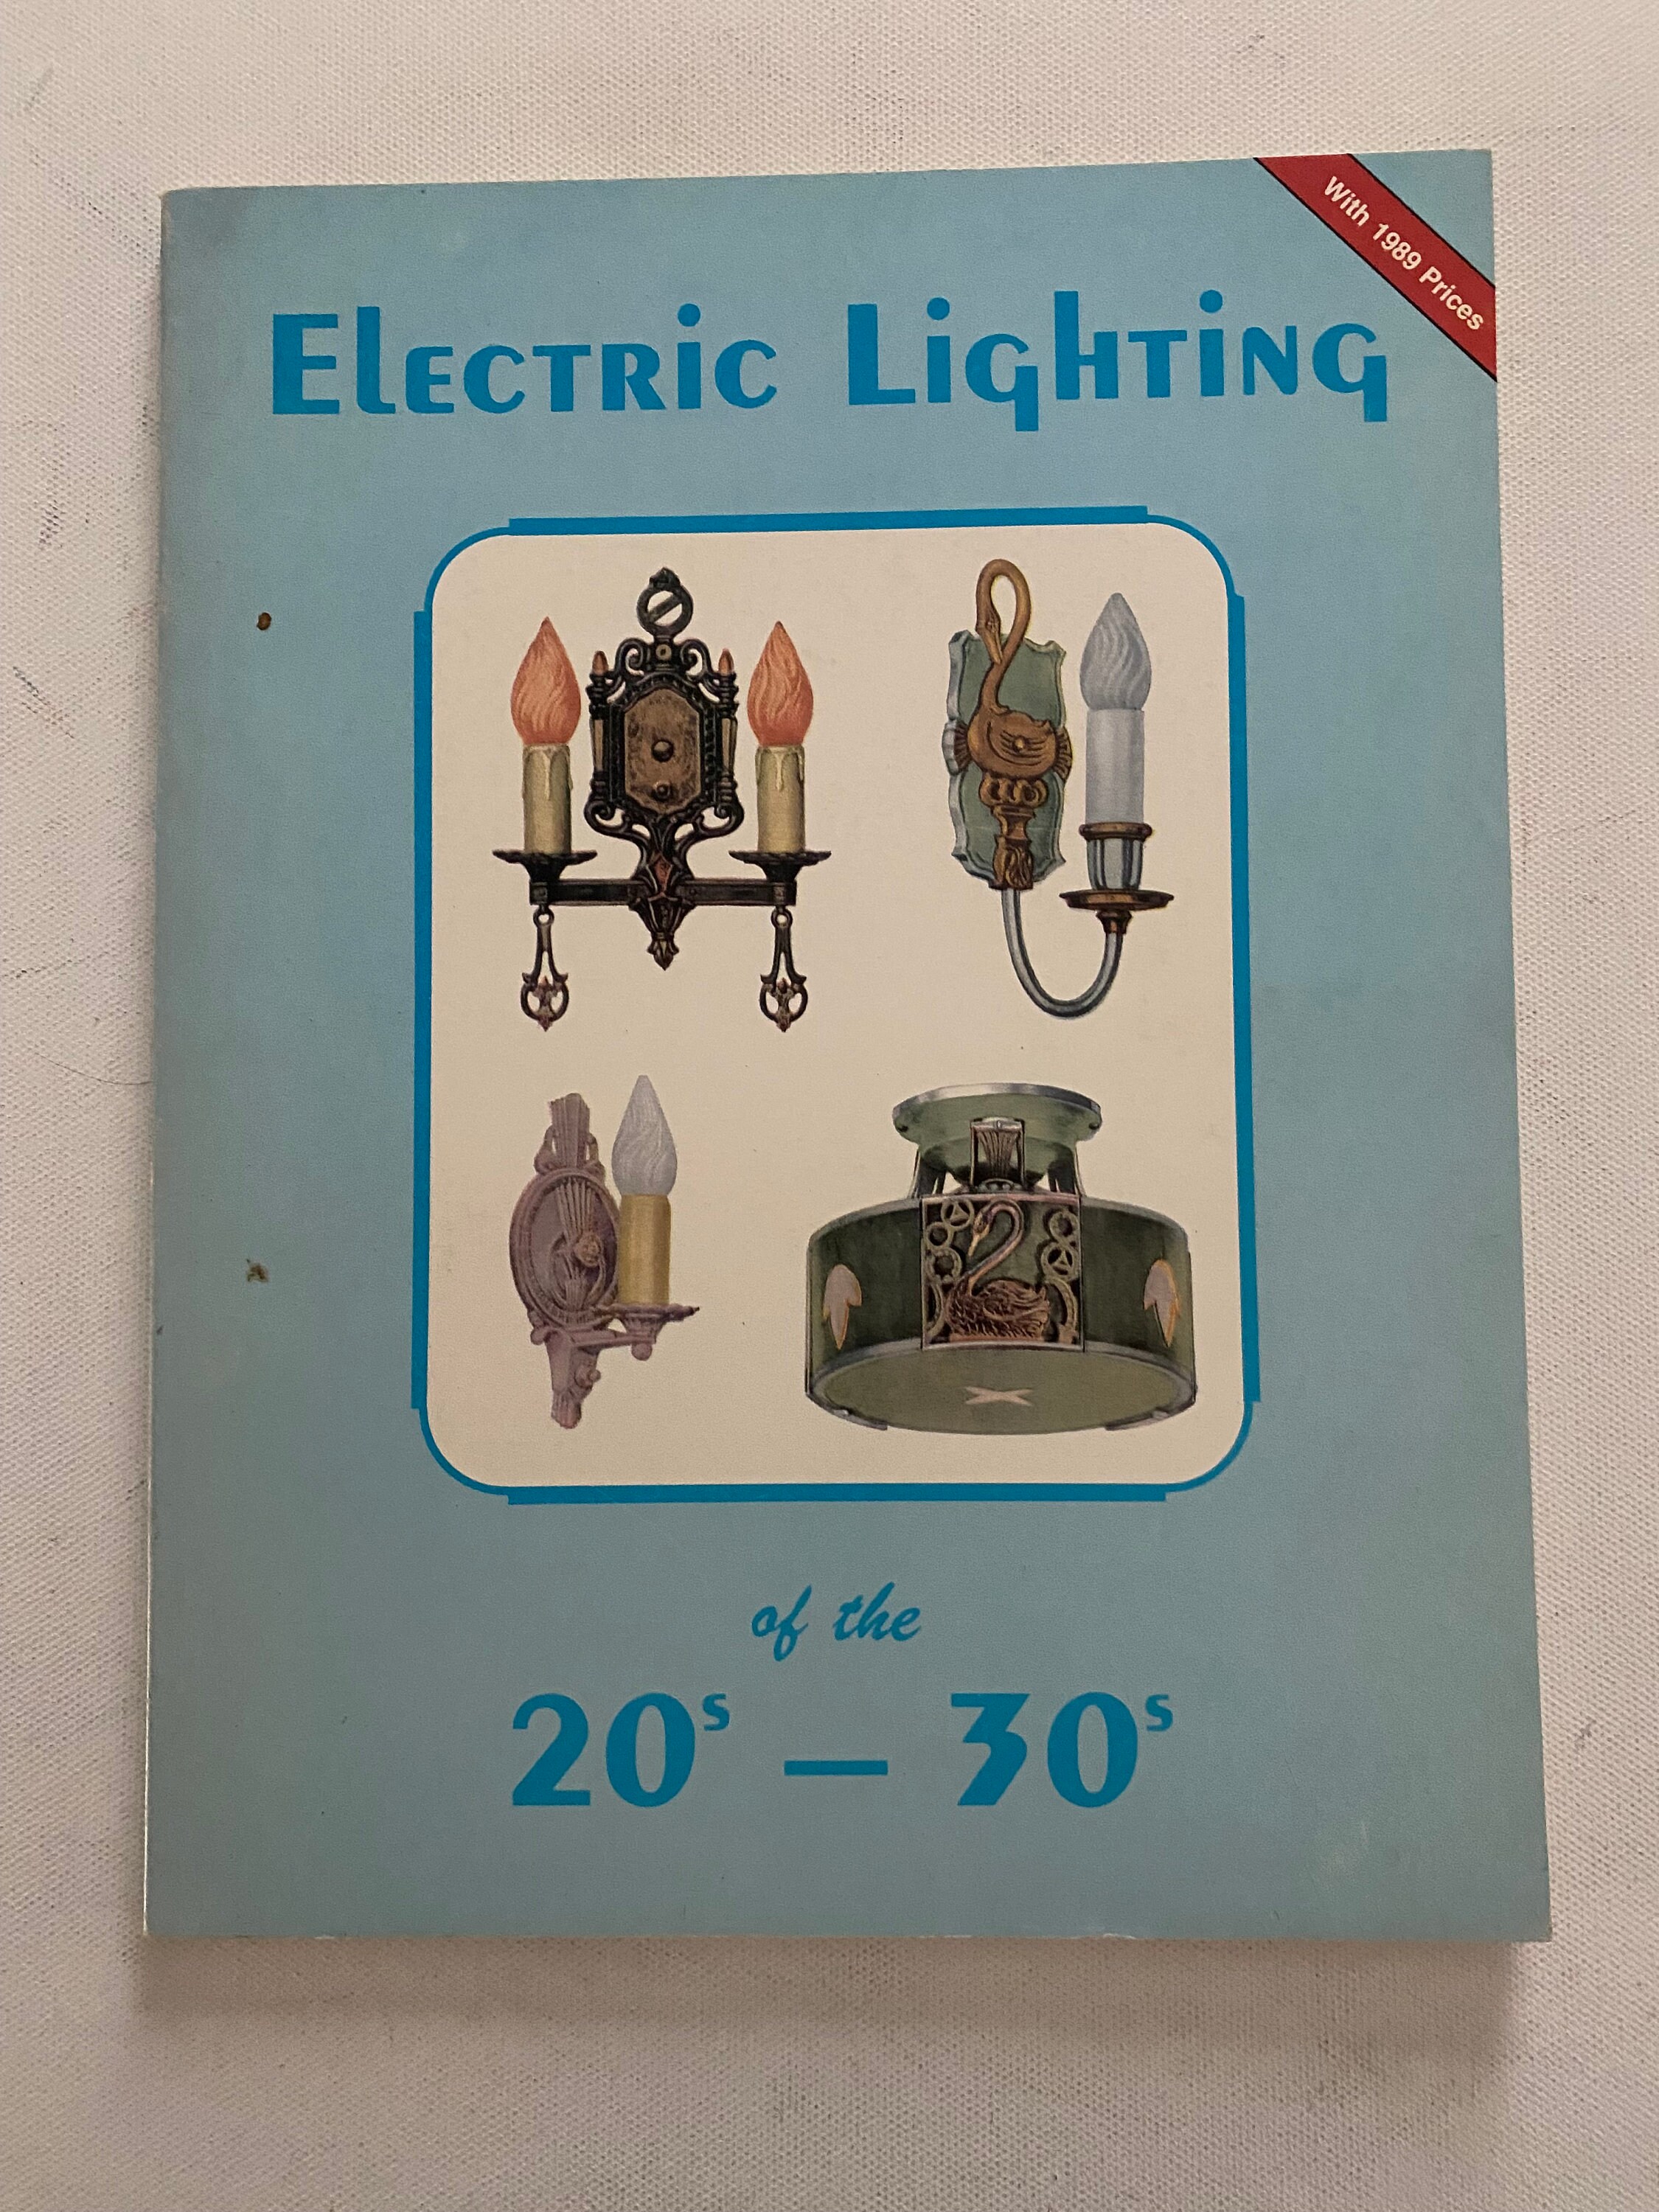 With 1989 Prices
Electric Lighting
of the
20s — 30s